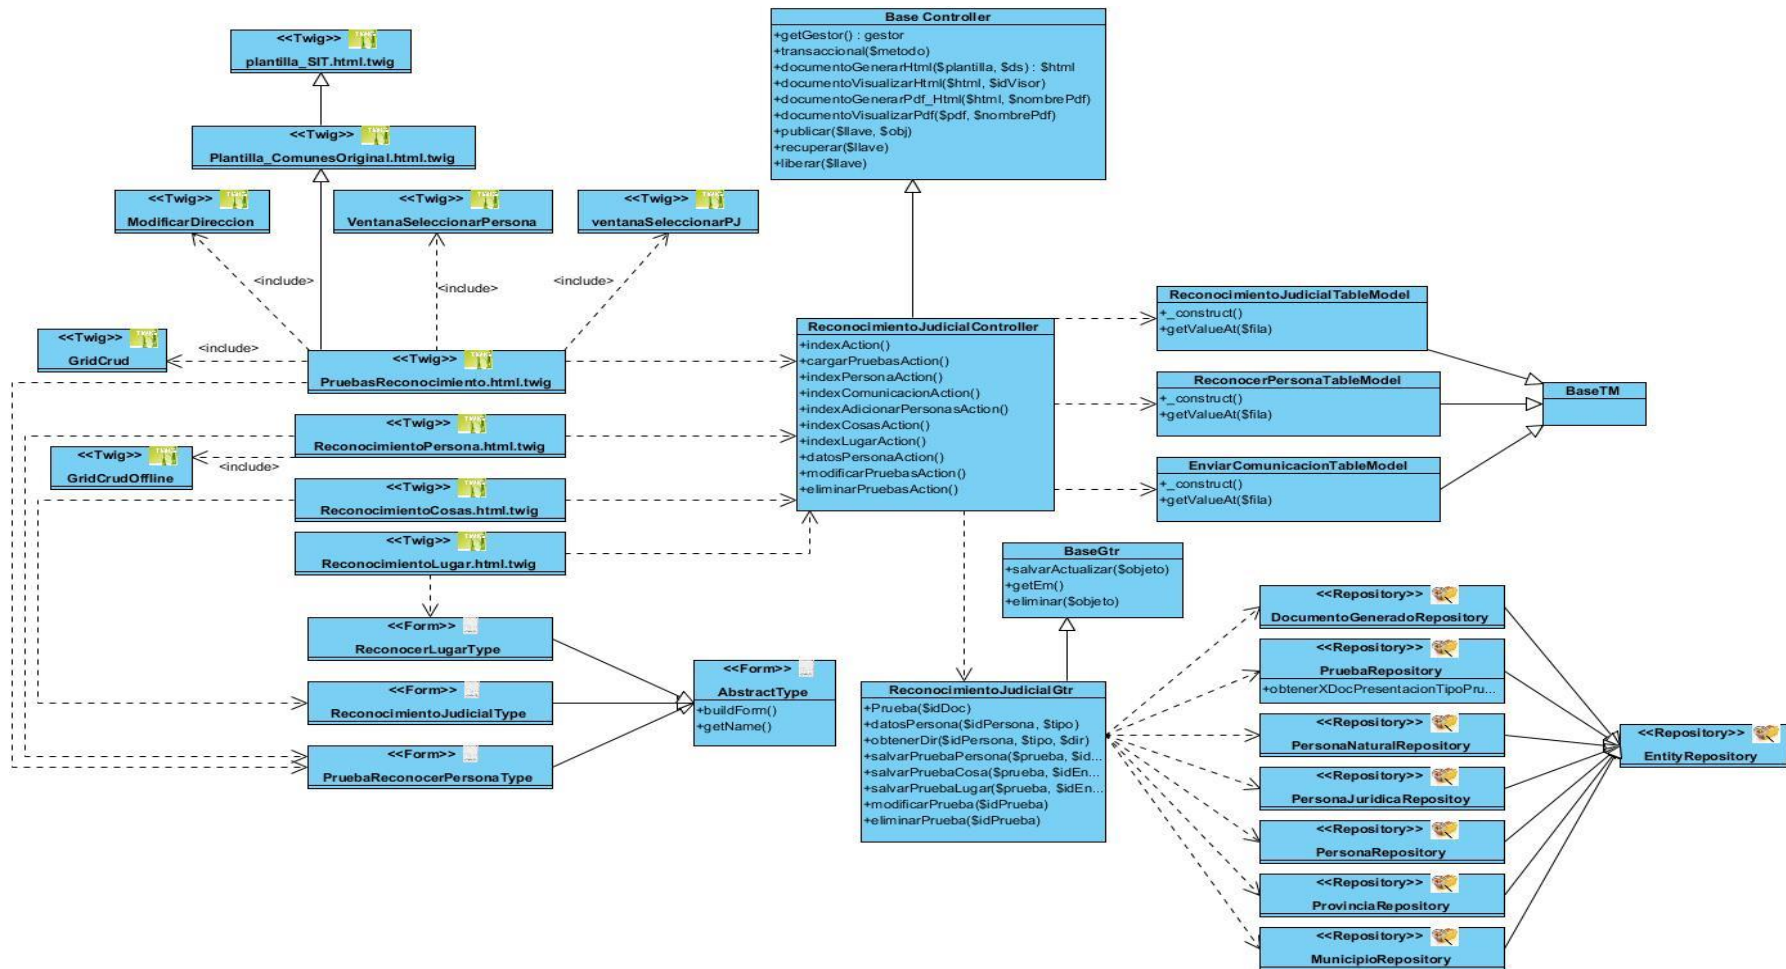 <<Twig>>
plantilla_SIT.html.twig
<<Twig>>
Plantilla_ComunesOriginal.html.twig
<<Twig>>
ModificarDireccion
<<Twig>>
VentanaSeleccionarPersona
<<Twig>>
ventanaSeleccionarPJ
<include>
<include>
<include>
<<Twig>>
GridCrud
<include>
<<Twig>>
PruebasReconocimiento.html.twig
<<Twig>>
ReconocimientoPersona.html.twig
<<Twig>>
GridCrudOffline
<include>
<<Twig>>
ReconocimientoCosas.html.twig
<<Twig>>
ReconocimientoLugar.html.twig
<<Form>>
ReconocerLugarType
<<Form>>
ReconocimientoJudicialType
<<Form>>
PruebaReconocerPersonaType
<<Form>>
AbstractType
+buildForm()
+getName()
Base Controller
+getGestor() : gestor
+transaccional($metodo)
+documentoGenerarHtml($plantilla, $ds) : $html
+documentoVisualizarHtml($html, $idVisor)
+documentoGenerarPdf_Html($html, $nombrePdf)
+documentoVisualizarPdf($pdf, $nombrePdf)
+publicar($llave, $obj)
+recuperar($llave)
+liberar($llave)
ReconocimientoJudicialController
+indexAction()
+cargarPruebasAction()
+indexPersonaAction()
+indexComunicacionAction()
+indexAdicionarPersonasAction()
+indexCosasAction()
+indexLugarAction()
+datosPersonaAction()
+modificarPruebasAction()
+eliminarPruebasAction()
ReconocimientoJudicialTableModel
+_construct()
+getValueAt($fila)
ReconocerPersonaTableModel
+_construct()
+getValueAt($fila)
EnviarComunicacionTableModel
+_construct()
+getValueAt($fila)
BaseTM
BaseGtr
+salvarActualizar($objeto)
+getEm()
+eliminar($objeto)
ReconocimientoJudicialGtr
+Prueba($idDoc)
+datosPersona($idPersona, $tipo)
+obtenerDir($idPersona, $tipo, $dir)
+salvarPruebaPersona($prueba, $id...
+salvarPruebaCosa($prueba, $idEn...
+salvarPruebaLugar($prueba, $idEn...
+modificarPrueba($idPrueba)
+eliminarPrueba($idPrueba)
<<Repository>>
DocumentoGeneradoRepository
<<Repository>>
PruebaRepository
+obtenerXDocPresentacionTipoPru...
<<Repository>>
PersonaNaturalRepository
<<Repository>>
PersonaJuridicaRepositoy
<<Repository>>
PersonaRepository
<<Repository>>
ProvinciaRepository
<<Repository>>
MunicipioRepository
<<Repository>>
EntityRepository